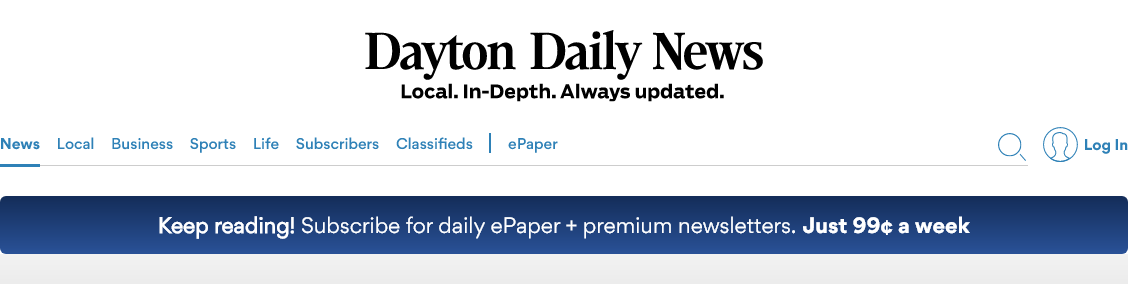 Dayton Daily News
Local. In-Depth. Always updated.
News Local Business Sports Life Subscribers Classifieds | ePaper Log In
Keep reading! Subscribe for daily ePaper + premium newsletters. Just 99¢ a week